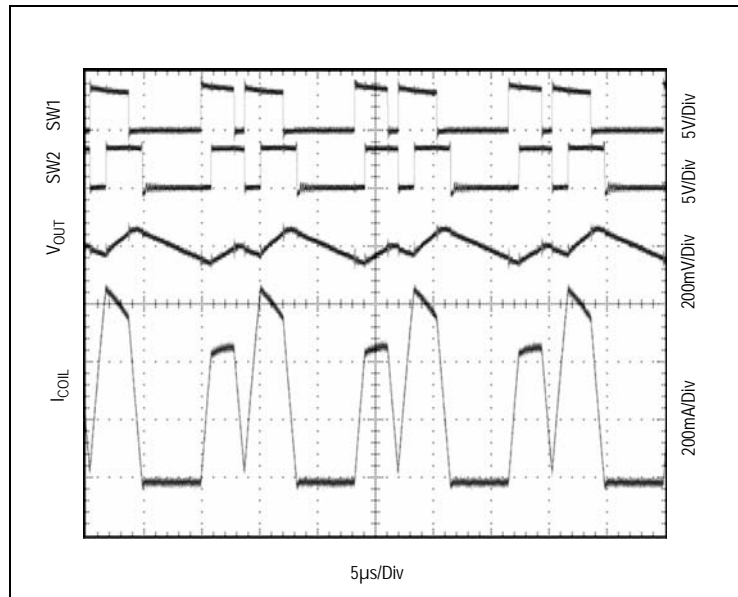 SW1
5V/Div
SW2
5V/Div
VOUT
200mV/Div
ICOIL
200mA/Div
5μs/Div